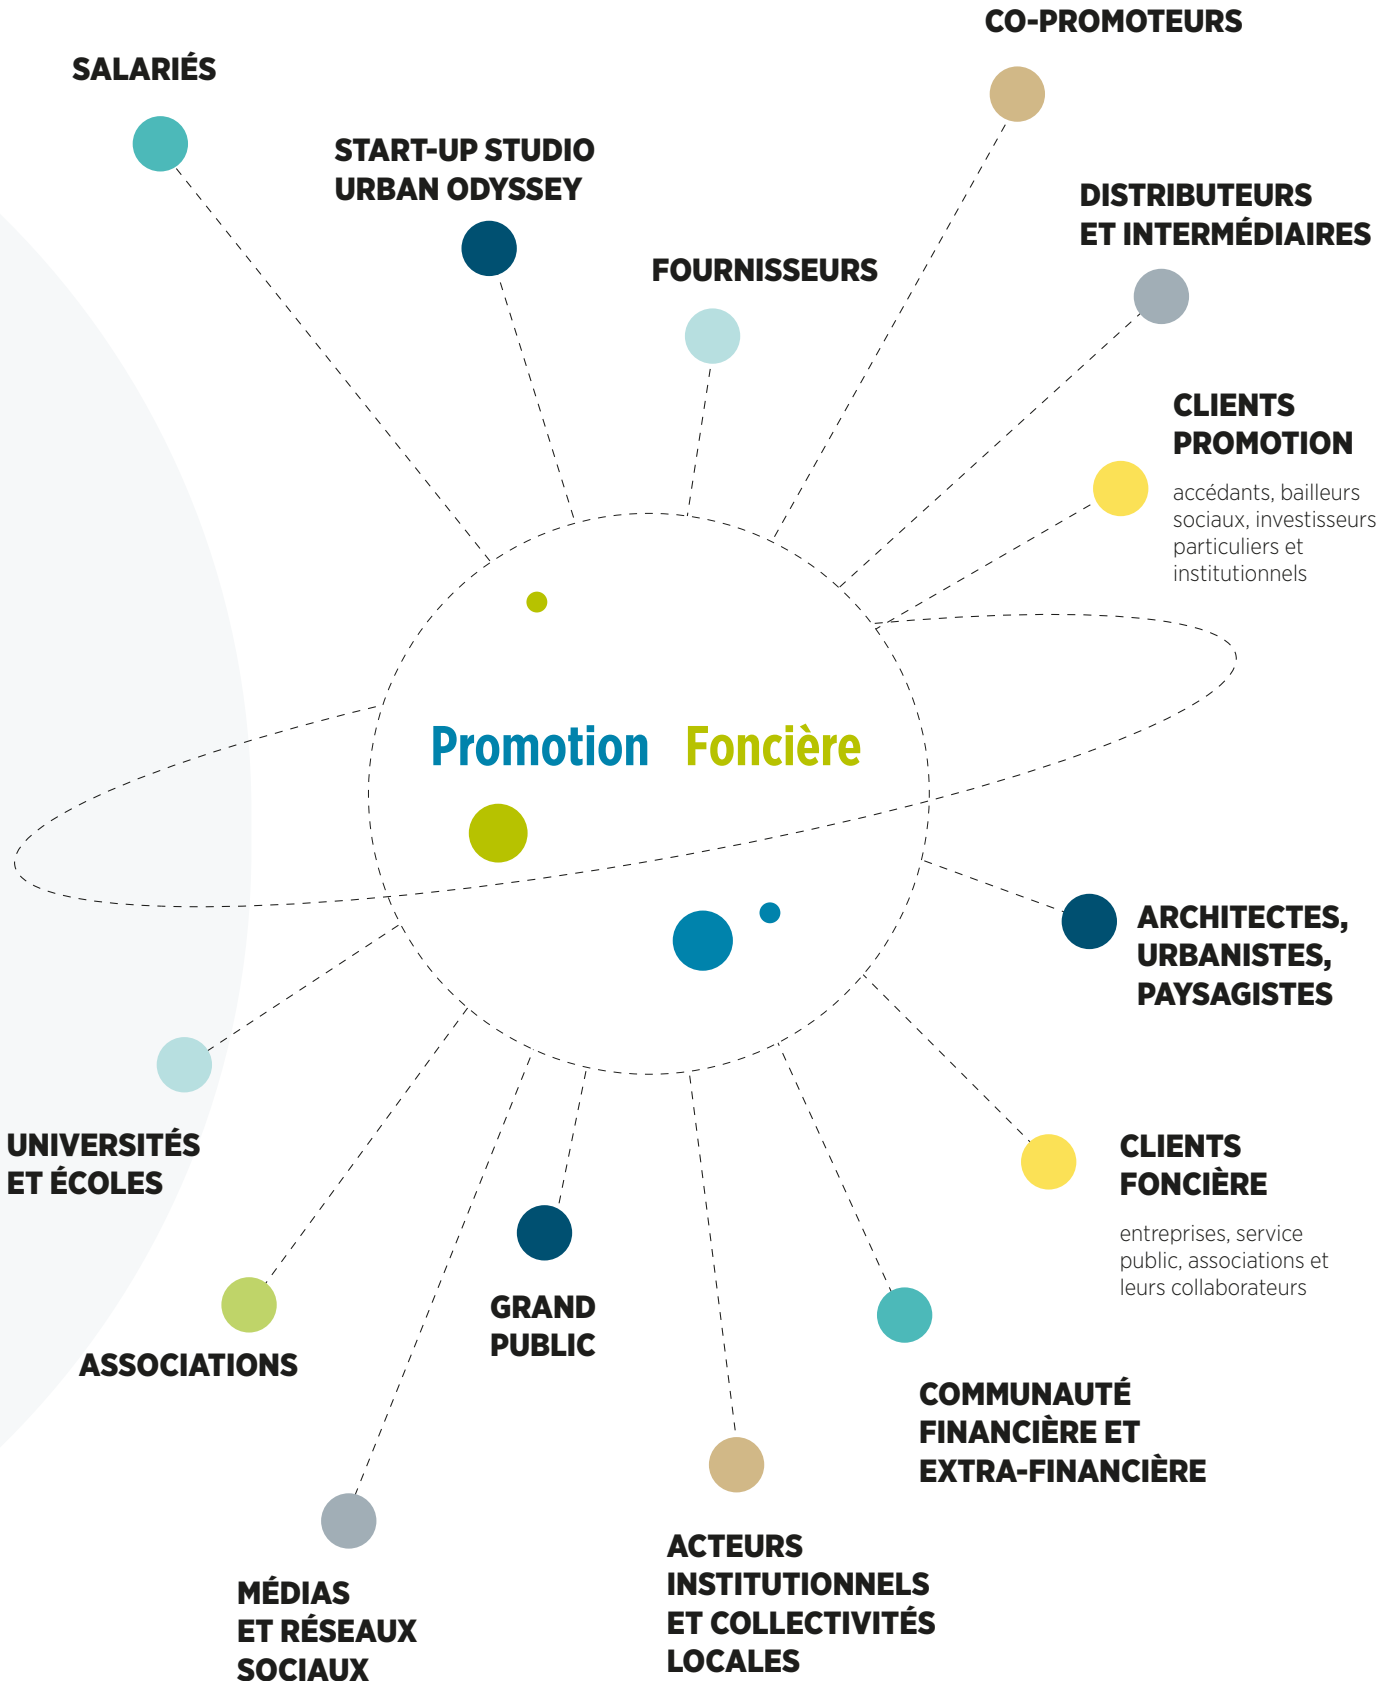 CO-PROMOTEURS
SALARIÉS
START-UP STUDIO
URBAN ODYSSEY
DISTRIBUTEURS
ET INTERMÉDIAIRES
FOURNISSEURS
CLIENTS
PROMOTION
accédants, bailleurs
sociaux, investisseurs
particuliers et
institutionnels
Promotion Foncière
ARCHITECTES,
URBANISTES,
PAYSAGISTES
UNIVERSITÉS
ET ÉCOLES
CLIENTS
FONCIÈRE
entreprises, service
public, associations et
leurs collaborateurs
GRAND
PUBLIC
ASSOCIATIONS
COMMUNAUTÉ
FINANCIÈRE ET
EXTRA-FINANCIÈRE
ACTEURS
INSTITUTIONNELS
ET COLLECTIVITÉS
LOCALES
MÉDIAS
ET RÉSEAUX
SOCIAUX